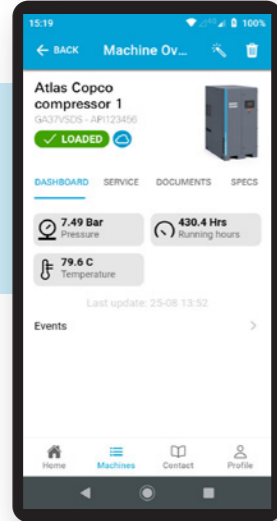 15:19
4G
100%
BACK
Machine Ov...
Atlas Copco
compressor 1
GA37VSDS - API123456
LOADED
DASHBOARD SERVICE DOCUMENTS SPECS
7.49 Bar
Pressure
430.4 Hrs
Running hours
79.6 C
Temperature
Last update: 25-08 13:52
Events
Home Machines Contact Profile